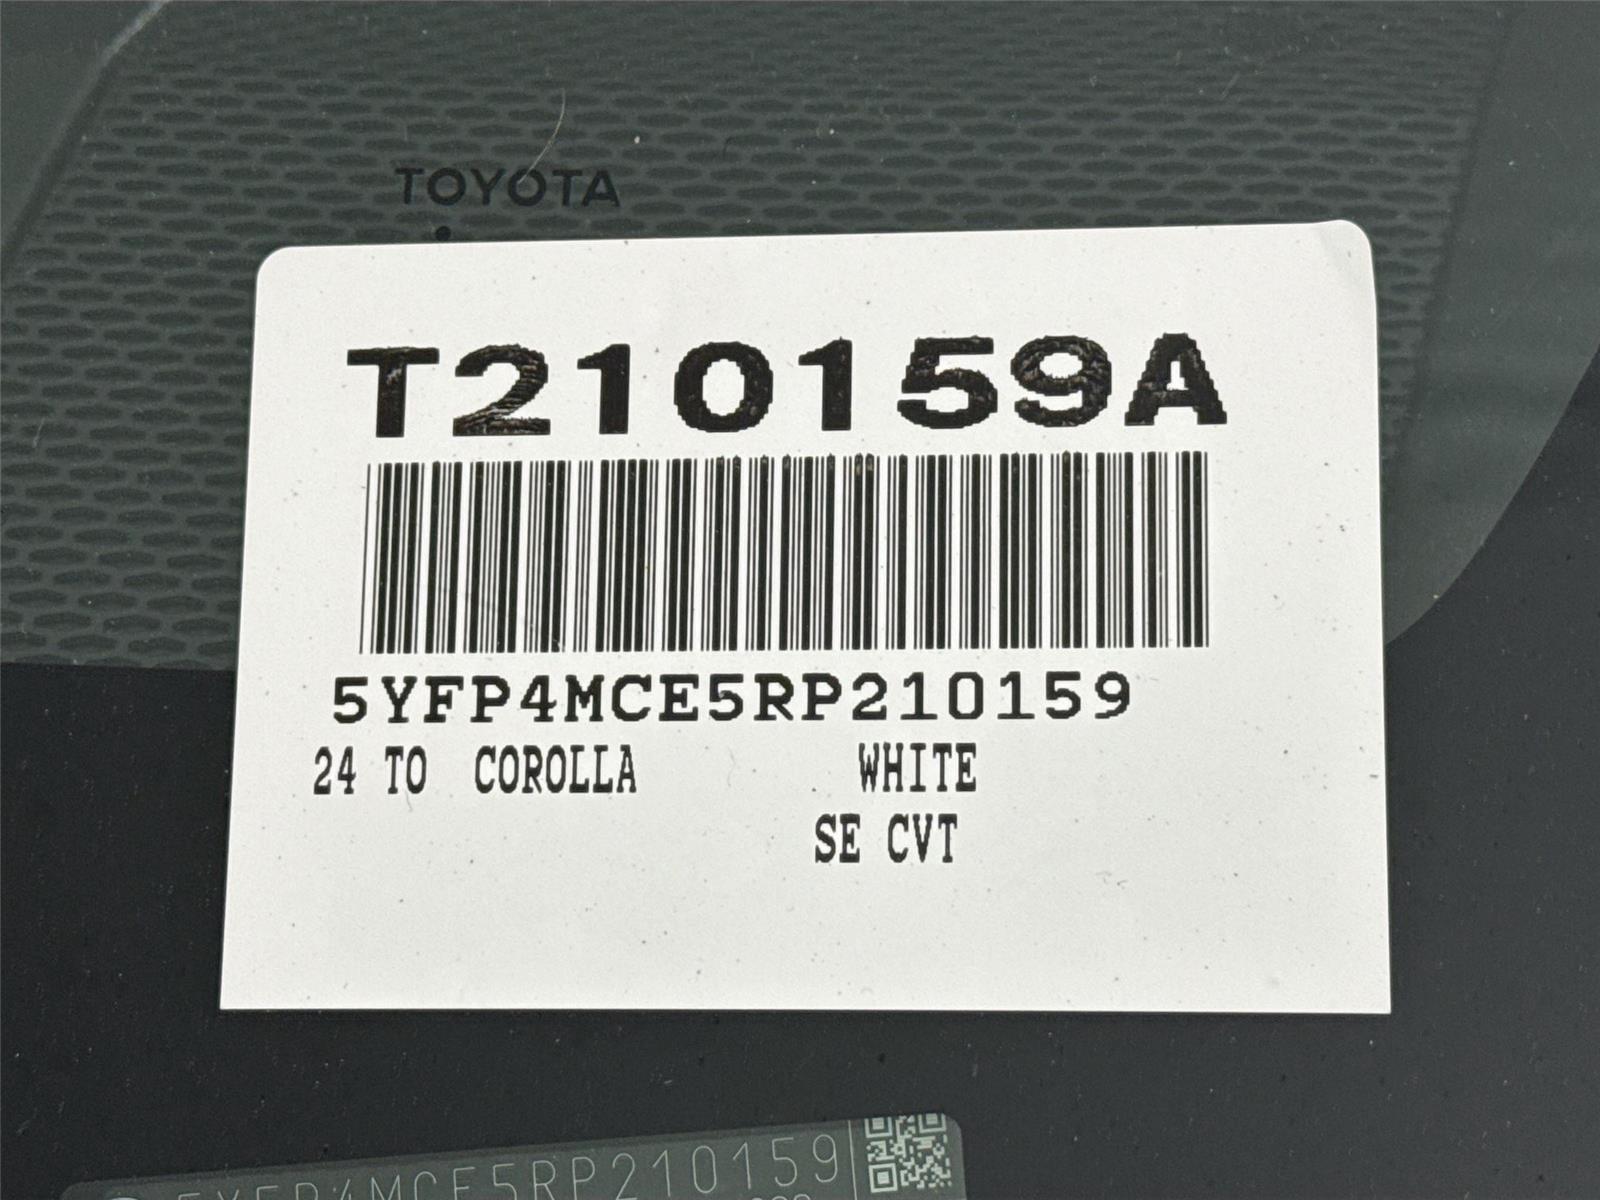 TOYOTA
T210159A
5YFP4MCE5RP210159
24 TO COROLLA WHITE
SE CVT
5YFP4MCE5RP210159